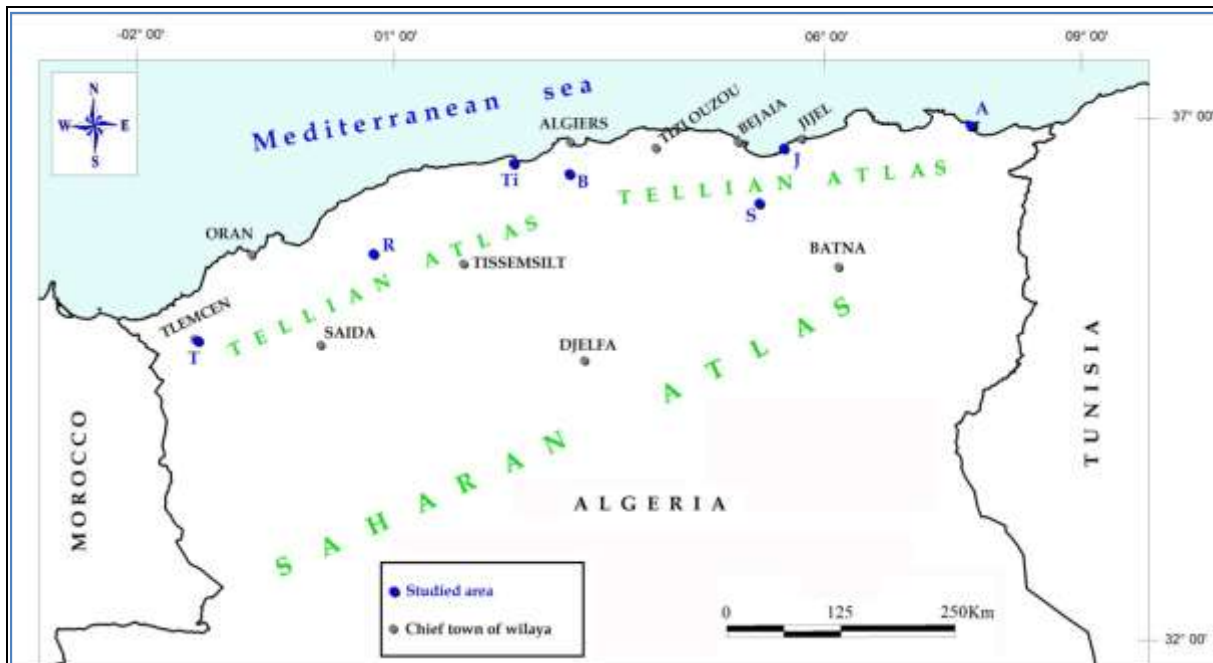 -02° 00'
01° 00'
06° 00'
09° 00'
N
W E
S
Mediterranean sea
ALGIERS
TIZI OUZOU
BEJAIA
JIJEL
A
37° 00'
Ti
B
J
TELLIAN ATLAS
S
ORAN
R
TELLIAN ATLAS
TISSEMSILT
BATNA
TLEMCEN
T
SAIDA
DJELFA
SAHARAN ATLAS
MOROCCO
ALGERIA
TUNISIA
Studied area
Chief town of wilaya
0 125 250Km
32° 00'